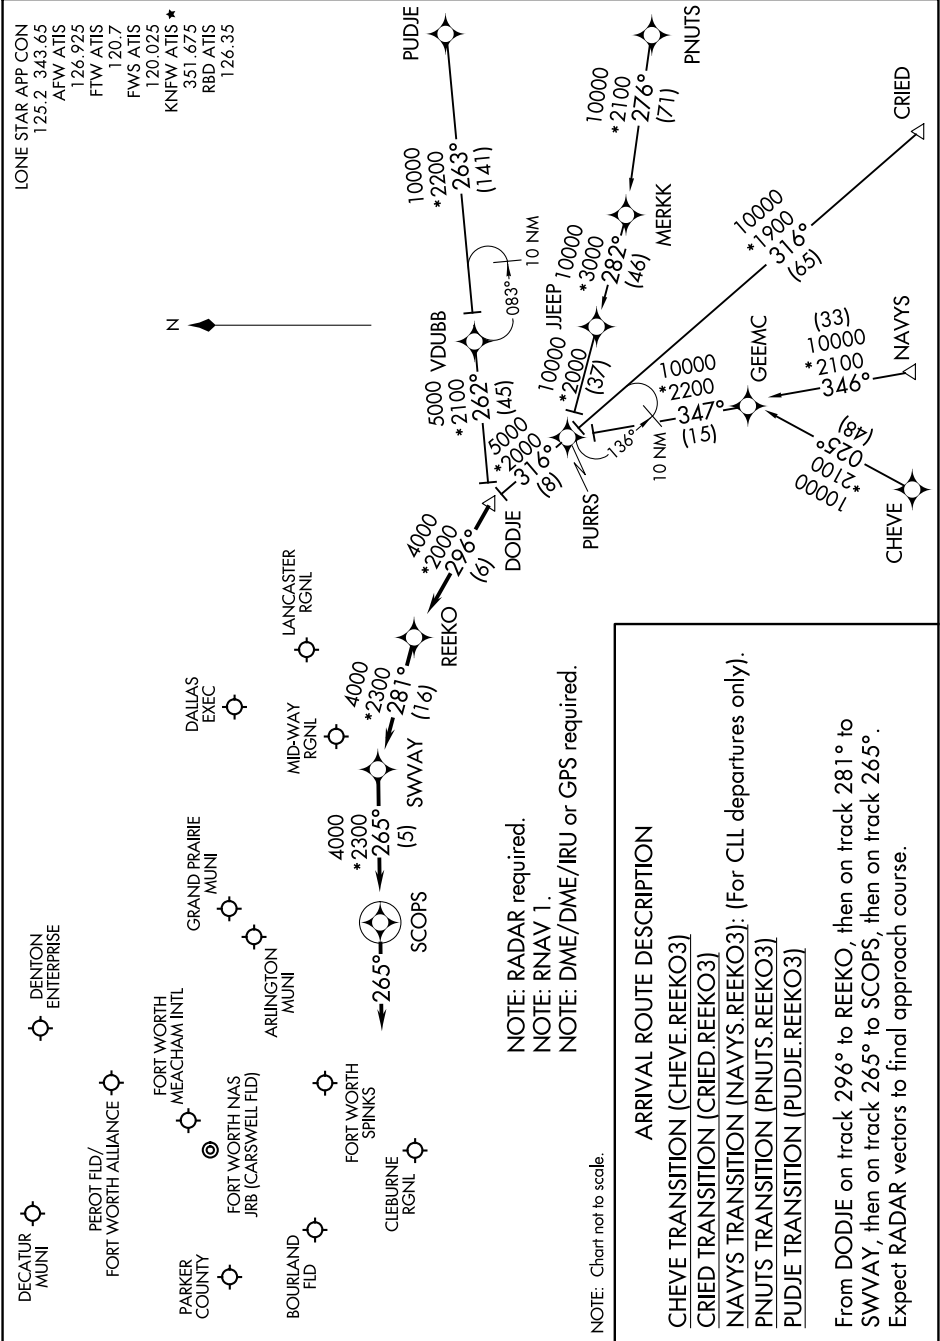 LONE STAR APP CON
125.2 343.65
AFW ATIS
126.925
FTW ATIS
120.7
FWS ATIS
120.025
KNFW ATIS ★
351.675
RBD ATIS
126.35
N
PUDJE
10000
*2200
263°
(141)
10 NM
083°
VDUBB
5000
*2100
262°
(45)
PNUTS
10000
*2100
276°
(71)
MERKK
10000
*3000
282°
(46)
JJEEP
10000
*2000
(37)
CRIED
10000
*1900
316°
(65)
NAVYS
(33)
10000
*2100
346°
GEEMC
10000
*2200
347°
(15)
136°
10 NM
CHEVE
10000
*2100
025°
(48)
PURRS
5000
*2000
316°
(8)
DODJE
4000
*2000
296°
(6)
REEKO
4000
*2300
281°
(16)
SWVAY
4000
*2300
265°
(5)
SCOPS
265°
LANCASTER
RGNL
DALLAS
EXEC
MID-WAY
RGNL
GRAND PRAIRIE
MUNI
ARLINGTON
MUNI
DENTON
ENTERPRISE
FORT WORTH
MEACHAM INTL
PEROT FLD/
FORT WORTH ALLIANCE
FORT WORTH NAS
JRB (CARSWELL FLD)
FORT WORTH
SPINKS
CLEBURNE
RGNL
DECATUR
MUNI
PARKER
COUNTY
BOURLAND
FLD
NOTE: RADAR required.
NOTE: RNAV 1.
NOTE: DME/DME/IRU or GPS required.
NOTE: Chart not to scale.
ARRIVAL ROUTE DESCRIPTION
CHEVE TRANSITION (CHEVE.REEKO3)
CRIED TRANSITION (CRIED.REEKO3)
NAVYS TRANSITION (NAVYS.REEKO3): (For CLL departures only).
PNUTS TRANSITION (PNUTS.REEKO3)
PUDJE TRANSITION (PUDJE.REEKO3)
From DODJE on track 296° to REEKO, then on track 281° to
SWVAY, then on track 265° to SCOPS, then on track 265°.
Expect RADAR vectors to final approach course.